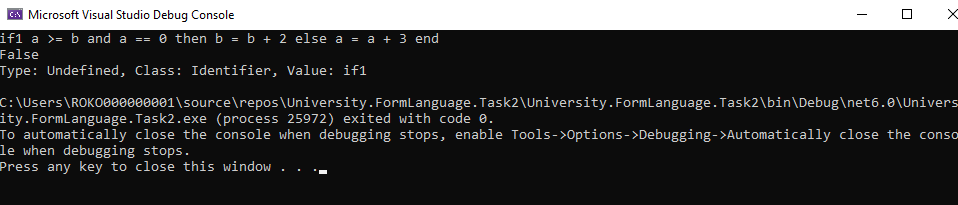 Microsoft Visual Studio Debug Console
if1 a >= b and a == 0 then b = b + 2 else a = a + 3 end
False
Type: Undefined, Class: Identifier, Value: if1
C:\Users\ROKO000000001\source\repos\University.FormLanguage.Task2\University.FormLanguage.Task2\bin\Debug\net6.0\Univers
ity.FormLanguage.Task2.exe (process 25972) exited with code 0.
To automatically close the console when debugging stops, enable Tools->Options->Debugging->Automatically close the conso
le when debugging stops.
Press any key to close this window . . .